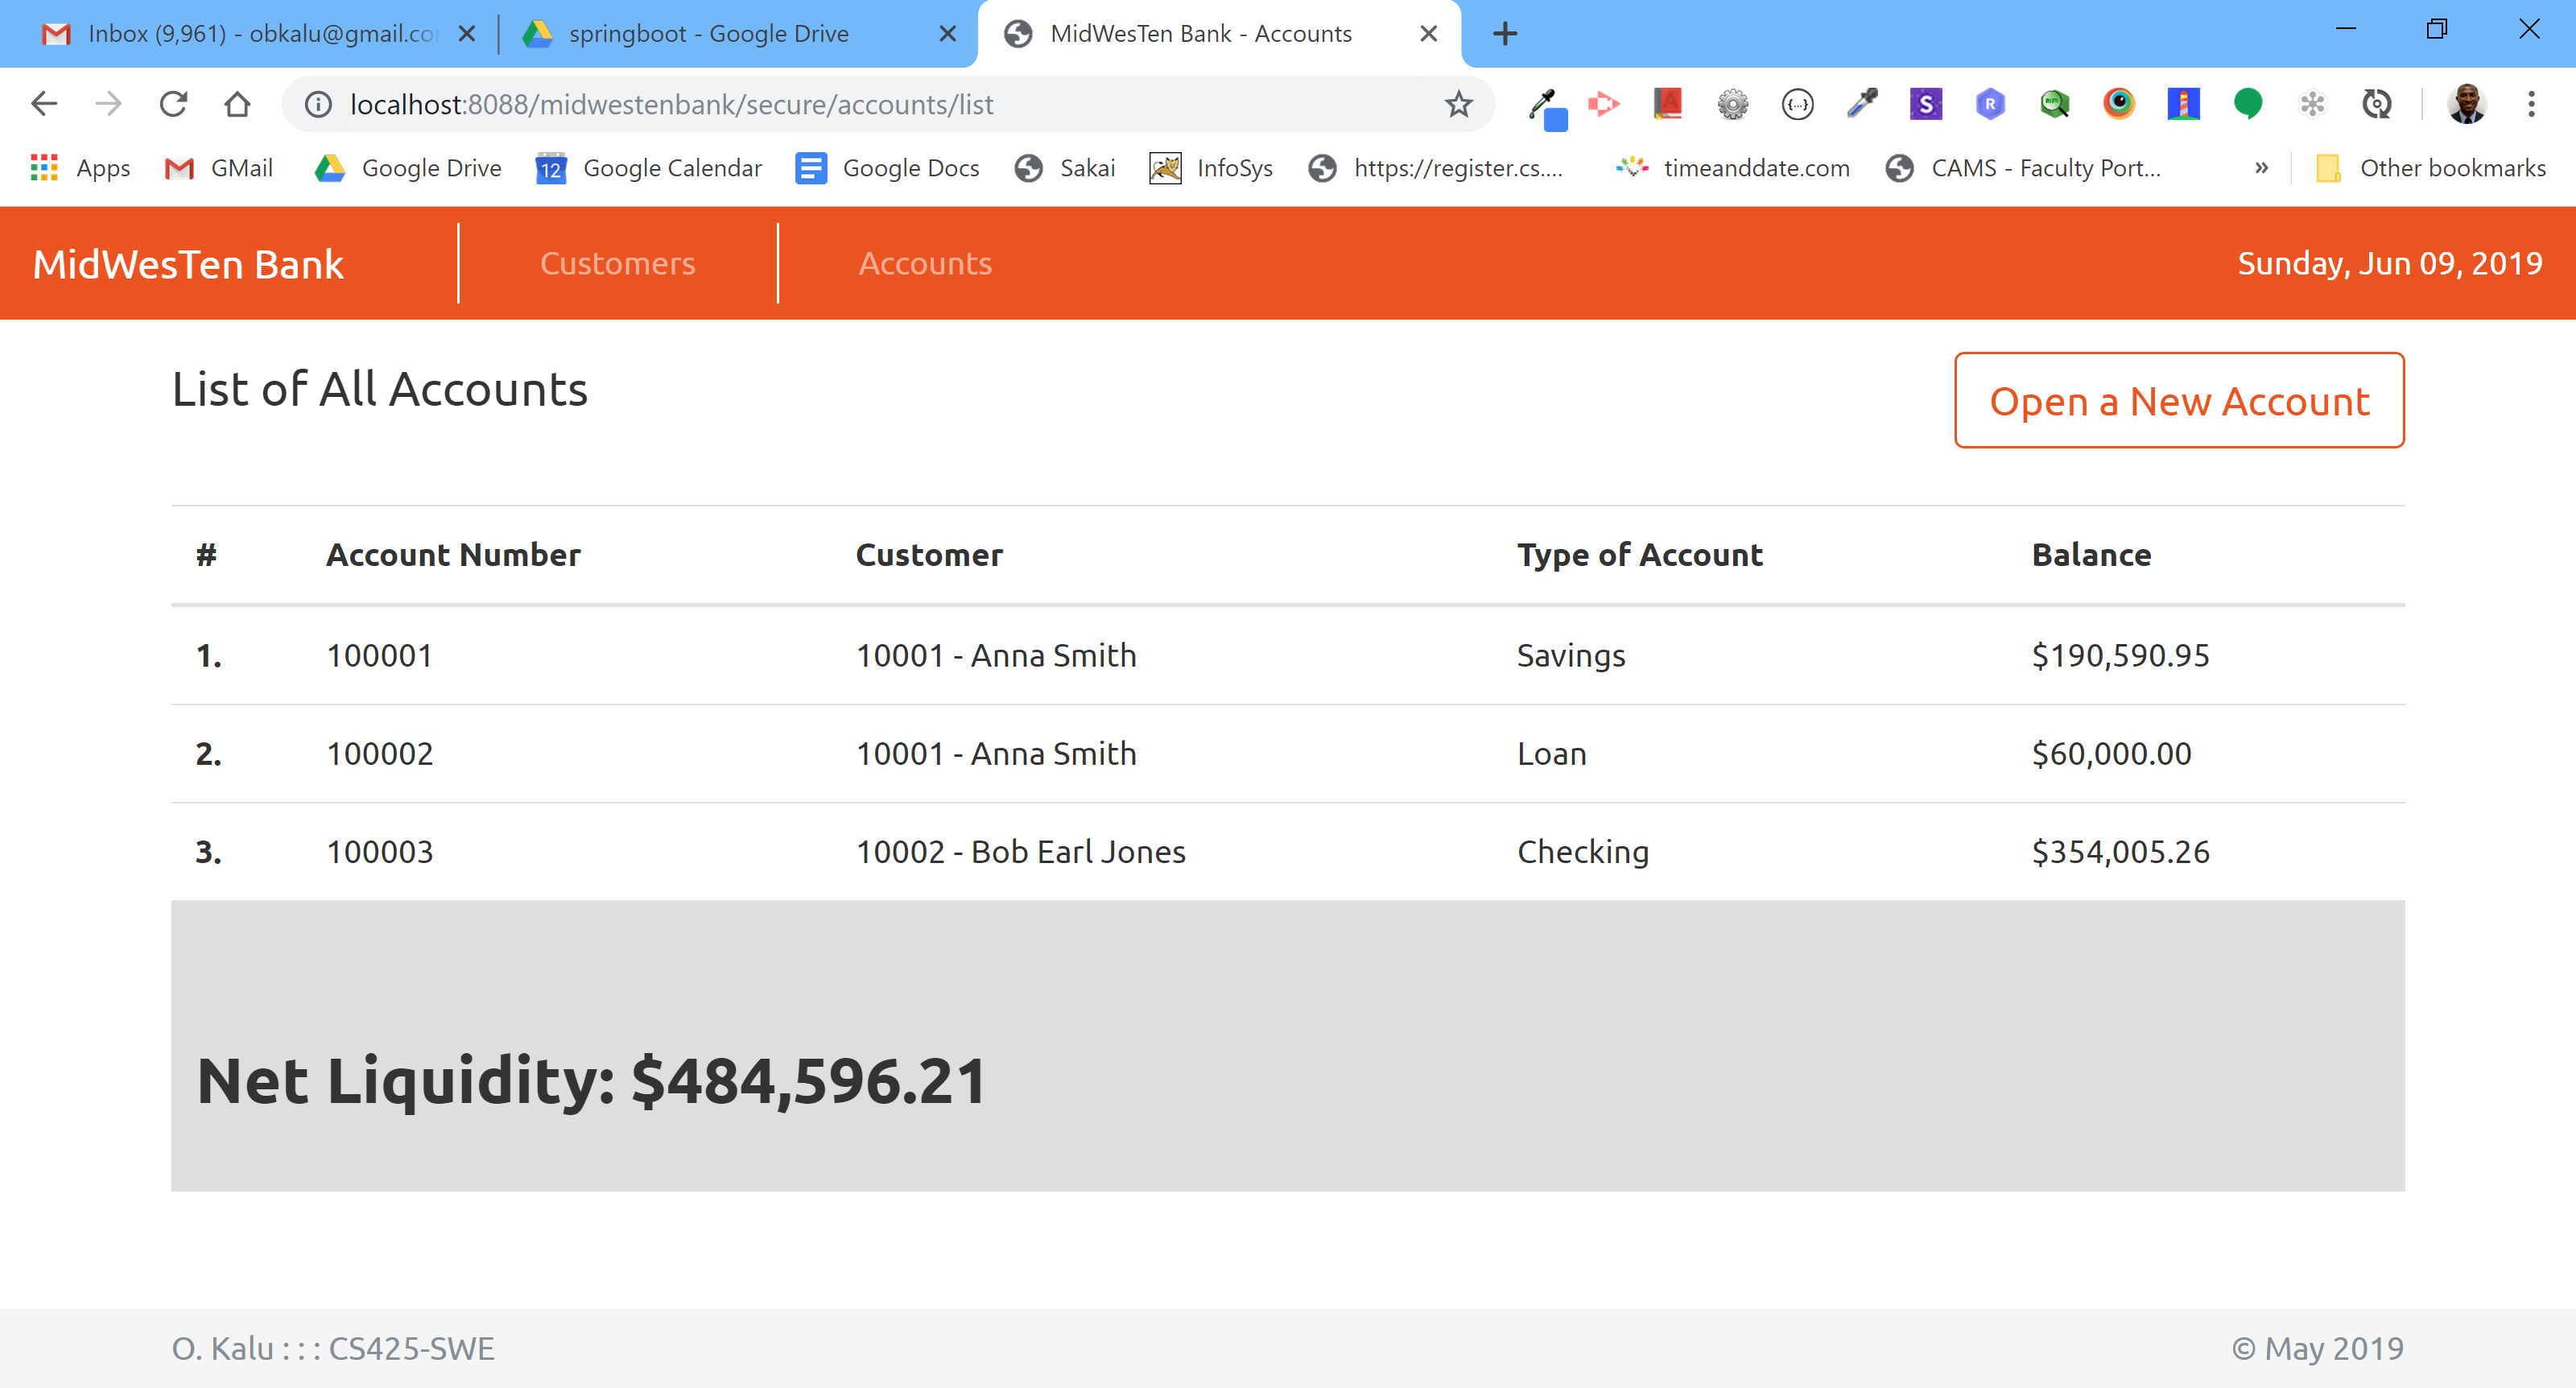 Inbox (9,961) - obkalu@gmail.co
springboot - Google Drive
MidWesTen Bank - Accounts
localhost:8088/midwestenbank/secure/accounts/list
Apps
GMail
Google Drive
12
Google Calendar
Google Docs
Sakai
InfoSys
https://register.cs....
timeanddate.com
CAMS - Faculty Port...
»
Other bookmarks
MidWesTen Bank
Customers
Accounts
Sunday, Jun 09, 2019
List of All Accounts
Open a New Account
# Account Number Customer Type of Account Balance
1. 100001 10001 - Anna Smith Savings $190,590.95
2. 100002 10001 - Anna Smith Loan $60,000.00
3. 100003 10002 - Bob Earl Jones Checking $354,005.26
Net Liquidity: $484,596.21
O. Kalu : : : CS425-SWE
© May 2019